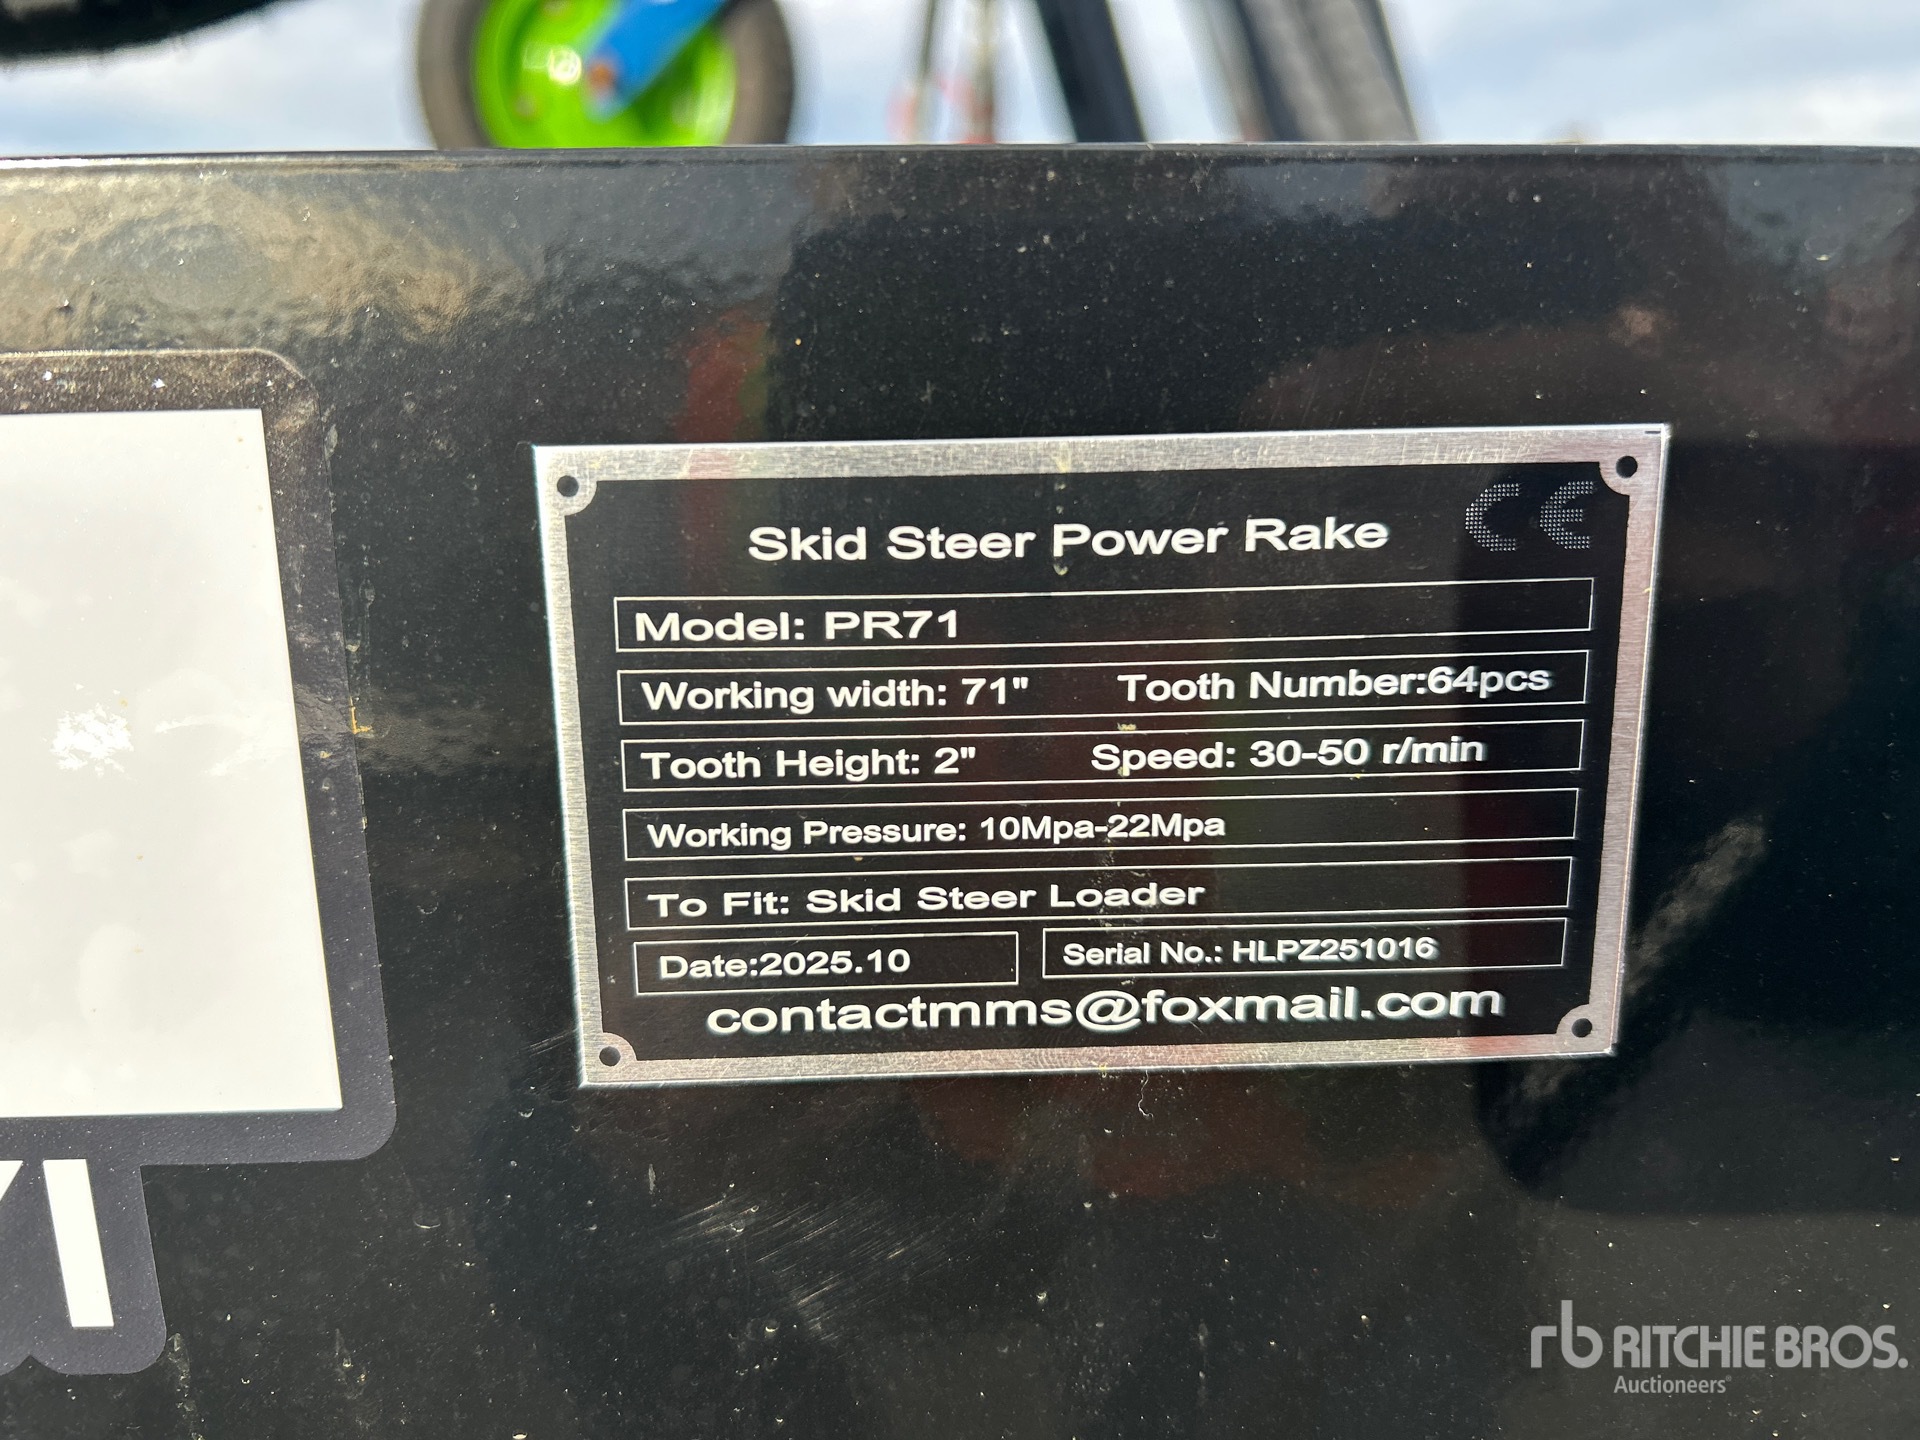 CE
Skid Steer Power Rake
Model: PR71
Working width: 71" Tooth Number:64pcs
Tooth Height: 2" Speed: 30-50 r/min
Working Pressure: 10Mpa-22Mpa
To Fit: Skid Steer Loader
Date:2025.10 Serial No.: HLPZ251016
contactmms@foxmail.com
rb RITCHIE BROS.
Auctioneers